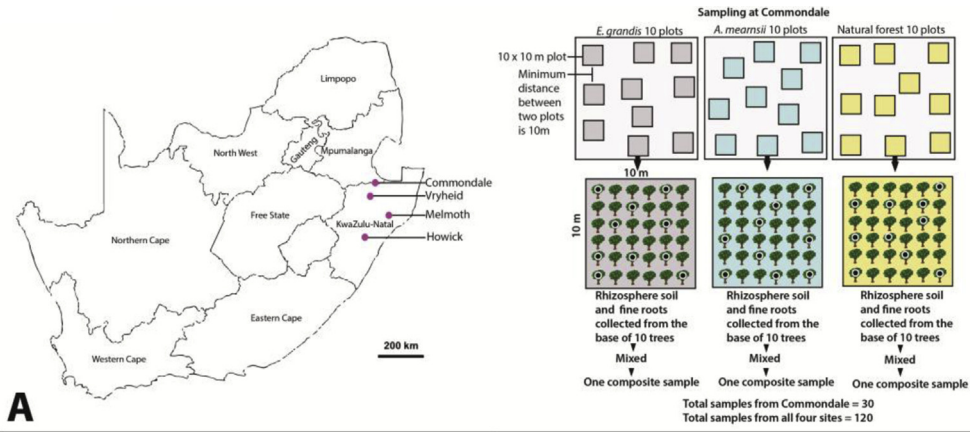 Limpopo
North West
Gauteng
Mpumalanga
Free State
KwaZulu-Natal
Northern Cape
Eastern Cape
Western Cape
Commondale
Vryheid
Melmoth
Howick
200 km
A
Sampling at Commondale
E. grandis 10 plots
A. mearnsii 10 plots
Natural forest 10 plots
10 x 10 m plot
Minimum
distance
between
two plots
is 10m
10 m
10 m
Rhizosphere soil
and fine roots
collected from the
base of 10 trees
Mixed
One composite sample
Rhizosphere soil
and fine roots
collected from the
base of 10 trees
Mixed
One composite sample
Rhizosphere soil
and fine roots
collected from the
base of 10 trees
Mixed
One composite sample
Total samples from Commondale = 30
Total samples from all four sites = 120